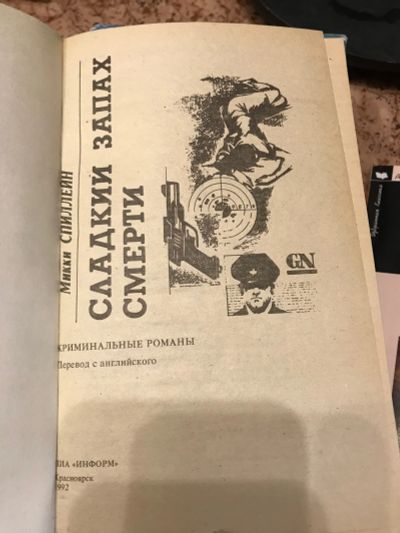 Микки СПИЛЛЕЙН
СЛАДКИЙ ЗАПАХ
СМЕРТИ
GN
КРИМИНАЛЬНЫЕ РОМАНЫ
Перевод с английского
«ИНФОРМ»
Красноярск
1992